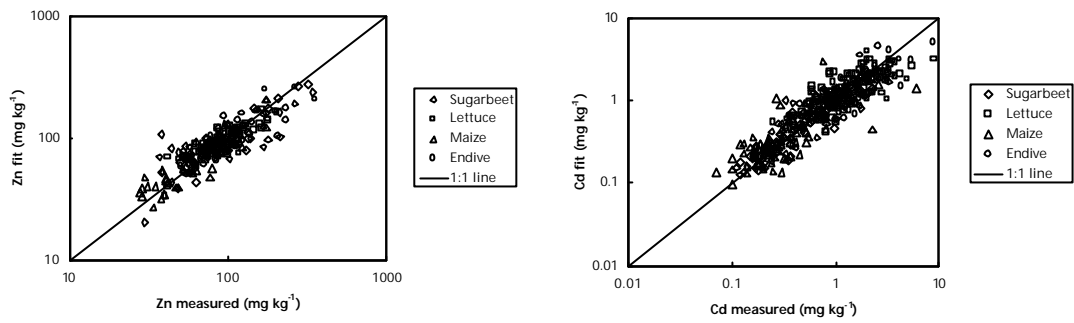 1000
100
10
10
100
1000
Zn fit (mg kg-1)
Zn measured (mg kg-1)
Sugarbeet
Lettuce
Maize
Endive
1:1 line
10
1
0.1
0.01
0.01
0.1
1
10
Cd fit (mg kg-1)
Cd measured (mg kg-1)
Sugarbeet
Lettuce
Maize
Endive
1:1 line